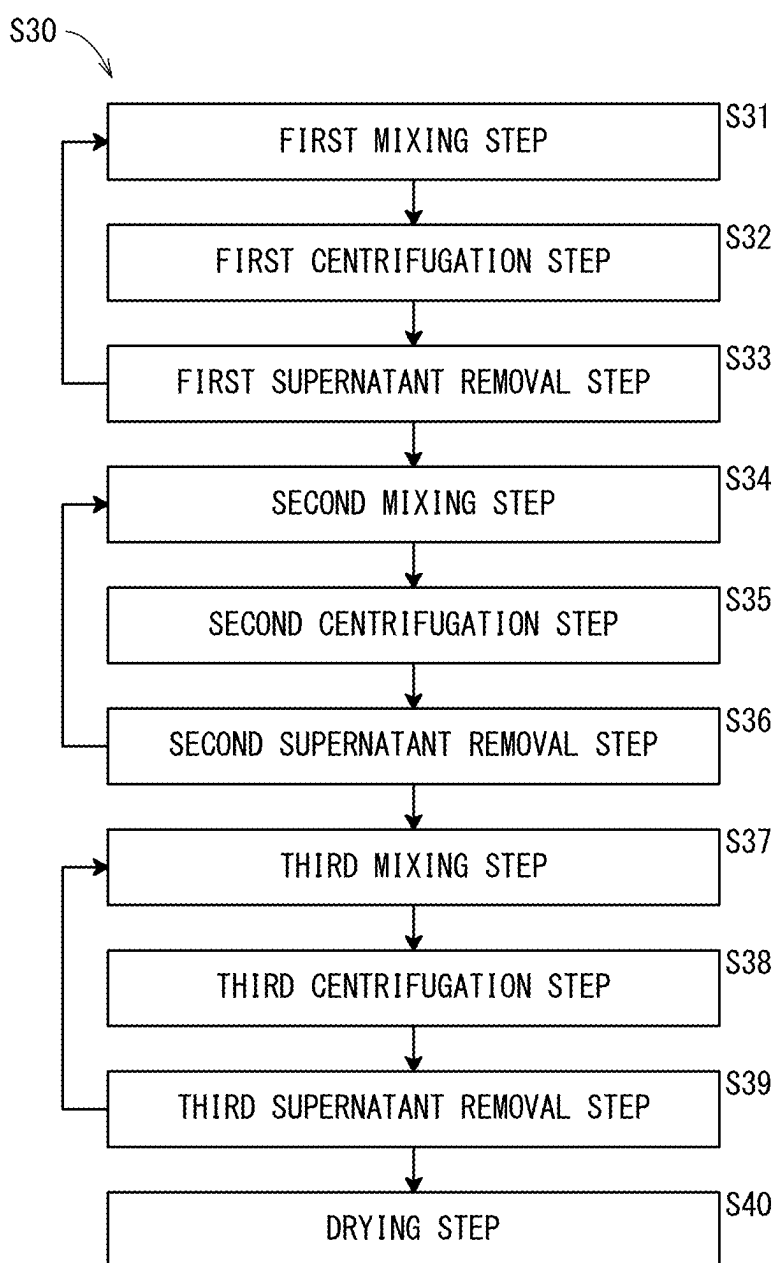 S30
S31
FIRST MIXING STEP
S32
FIRST CENTRIFUGATION STEP
S33
FIRST SUPERNATANT REMOVAL STEP
S34
SECOND MIXING STEP
S35
SECOND CENTRIFUGATION STEP
S36
SECOND SUPERNATANT REMOVAL STEP
S37
THIRD MIXING STEP
S38
THIRD CENTRIFUGATION STEP
S39
THIRD SUPERNATANT REMOVAL STEP
S40
DRYING STEP